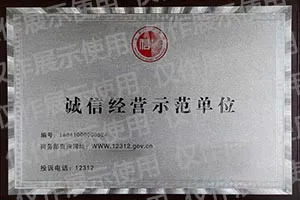 信
诚信经营示范单位
编号：
商务部查询网址：www.12312.gov.cn
投诉电话：12312
仅作展示使用